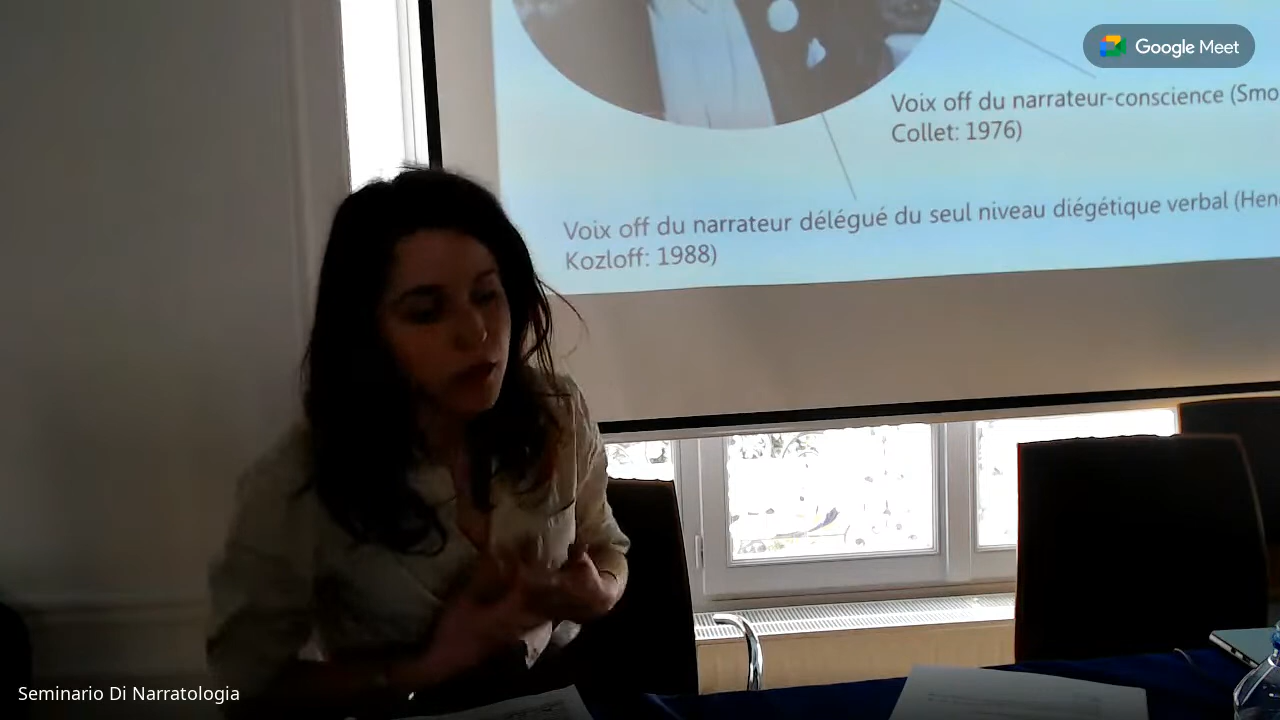 Google Meet
Voix off du narrateur-conscience (Smo
Collet: 1976)
Voix off du narrateur délégué du seul niveau diégétique verbal (Hen
Kozloff: 1988)
Seminario Di Narratologia